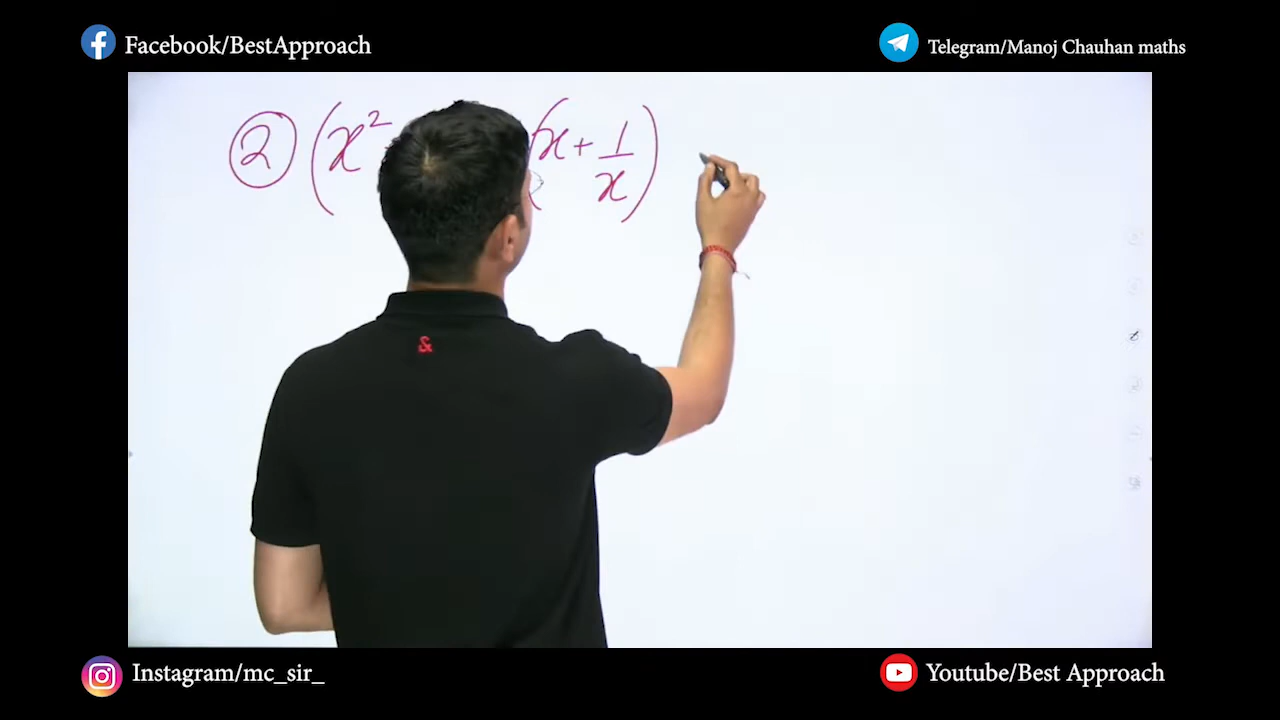 Facebook/BestApproach
Telegram/Manoj Chauhan maths
② (x² (x + 1/x)
&
Instagram/mc_sir_
Youtube/Best Approach